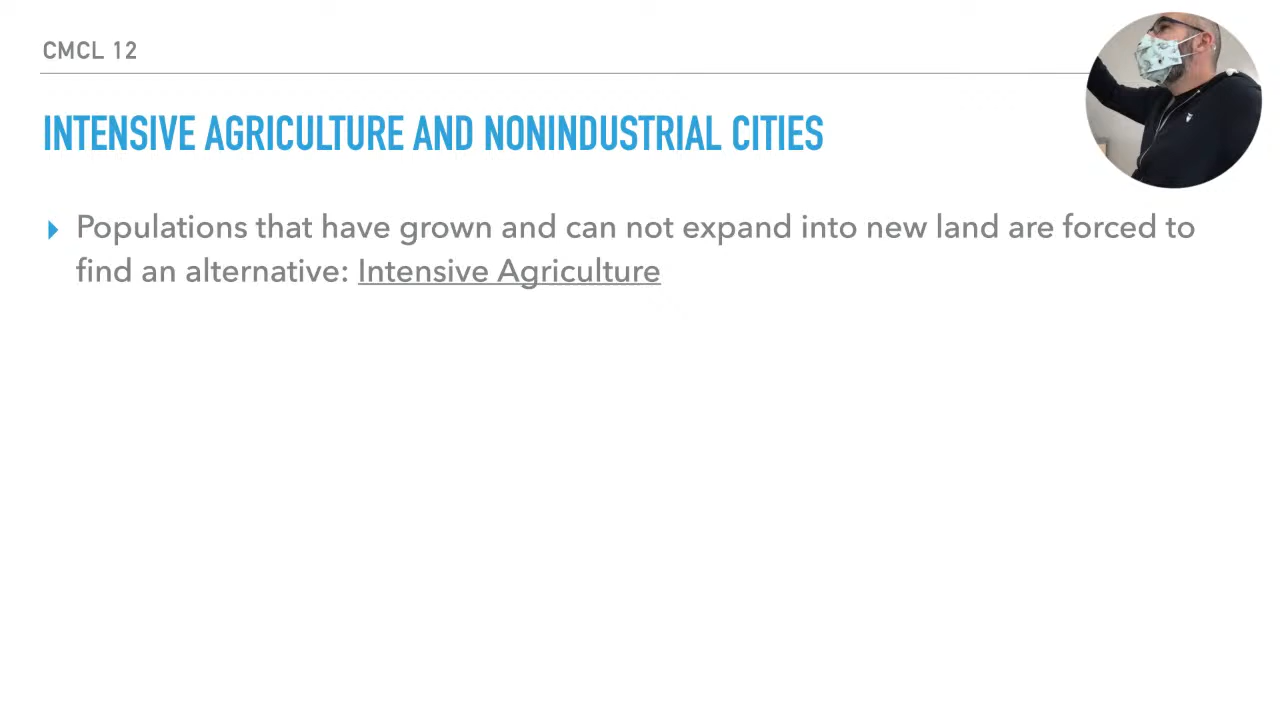 CMCL 12
INTENSIVE AGRICULTURE AND NONINDUSTRIAL CITIES
Populations that have grown and can not expand into new land are forced to
find an alternative: Intensive Agriculture